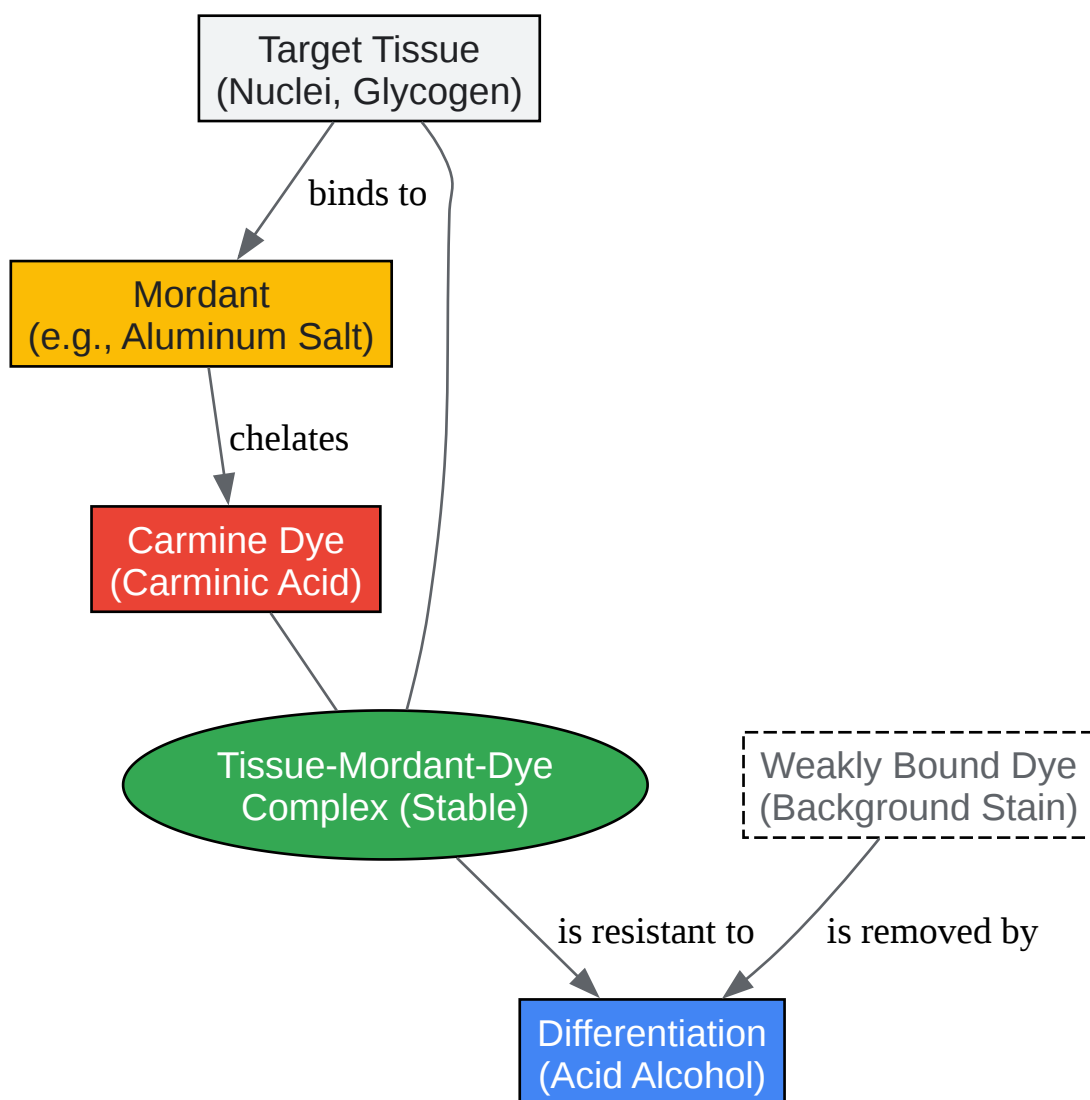 Target Tissue
(Nuclei, Glycogen)
binds to
Mordant
(e.g., Aluminum Salt)
chelates
Carmine Dye
(Carminic Acid)
Tissue-Mordant-Dye
Complex (Stable)
Weakly Bound Dye
(Background Stain)
is resistant to
is removed by
Differentiation
(Acid Alcohol)